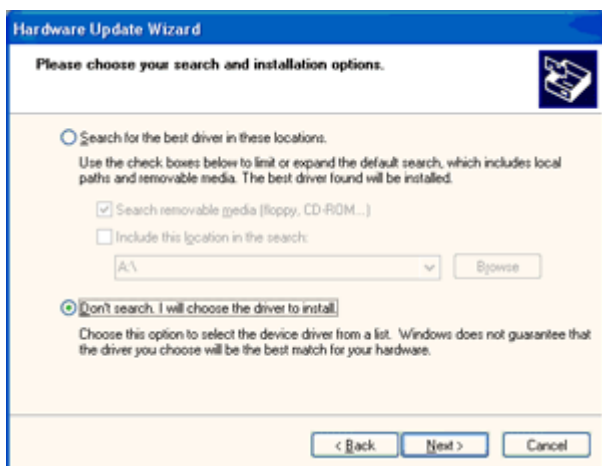 Hardware Update Wizard
Please choose your search and installation options.
Search for the best driver in these locations.
Use the check boxes below to limit or expand the default search, which includes local
paths and removable media. The best driver found will be installed.
Search removable media (floppy, CD-ROM...)
Include this location in the search:
A:\
Browse
Don't search. I will choose the driver to install.
Choose this option to select the device driver from a list. Windows does not guarantee that
the driver you choose will be the best match for your hardware.
< Back Next > Cancel